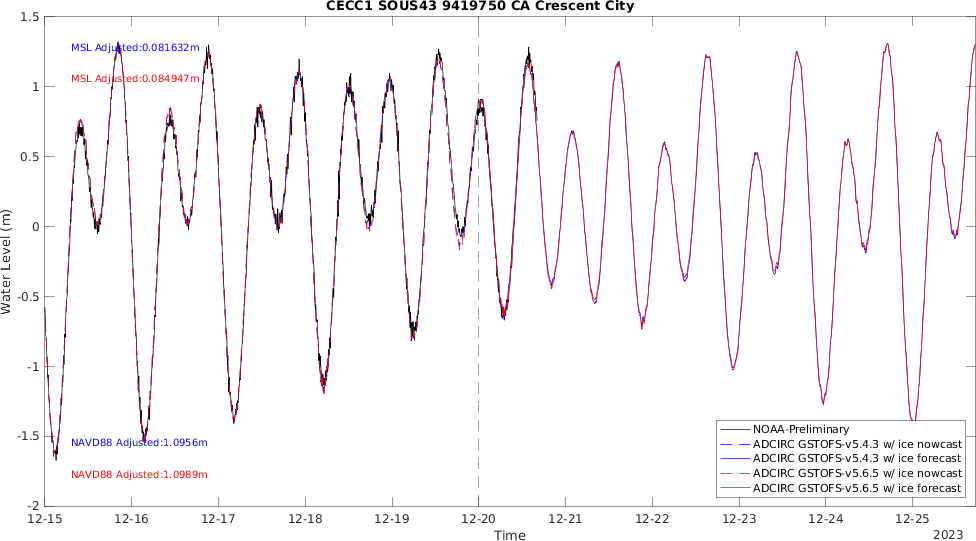 CECC1 SOUS43 9419750 CA Crescent City
MSL Adjusted:0.081632m
MSL Adjusted:0.084947m
NAVD88 Adjusted:1.0956m
NAVD88 Adjusted:1.0989m
Water Level (m)
1.5
1
0.5
0
-0.5
-1
-1.5
-2
12-15
12-16
12-17
12-18
12-19
12-20
12-21
12-22
12-23
12-24
12-25
Time
2023
NOAA-Preliminary
ADCIRC GSTOFS-v5.4.3 w/ ice nowcast
ADCIRC GSTOFS-v5.4.3 w/ ice forecast
ADCIRC GSTOFS-v5.6.5 w/ ice nowcast
ADCIRC GSTOFS-v5.6.5 w/ ice forecast